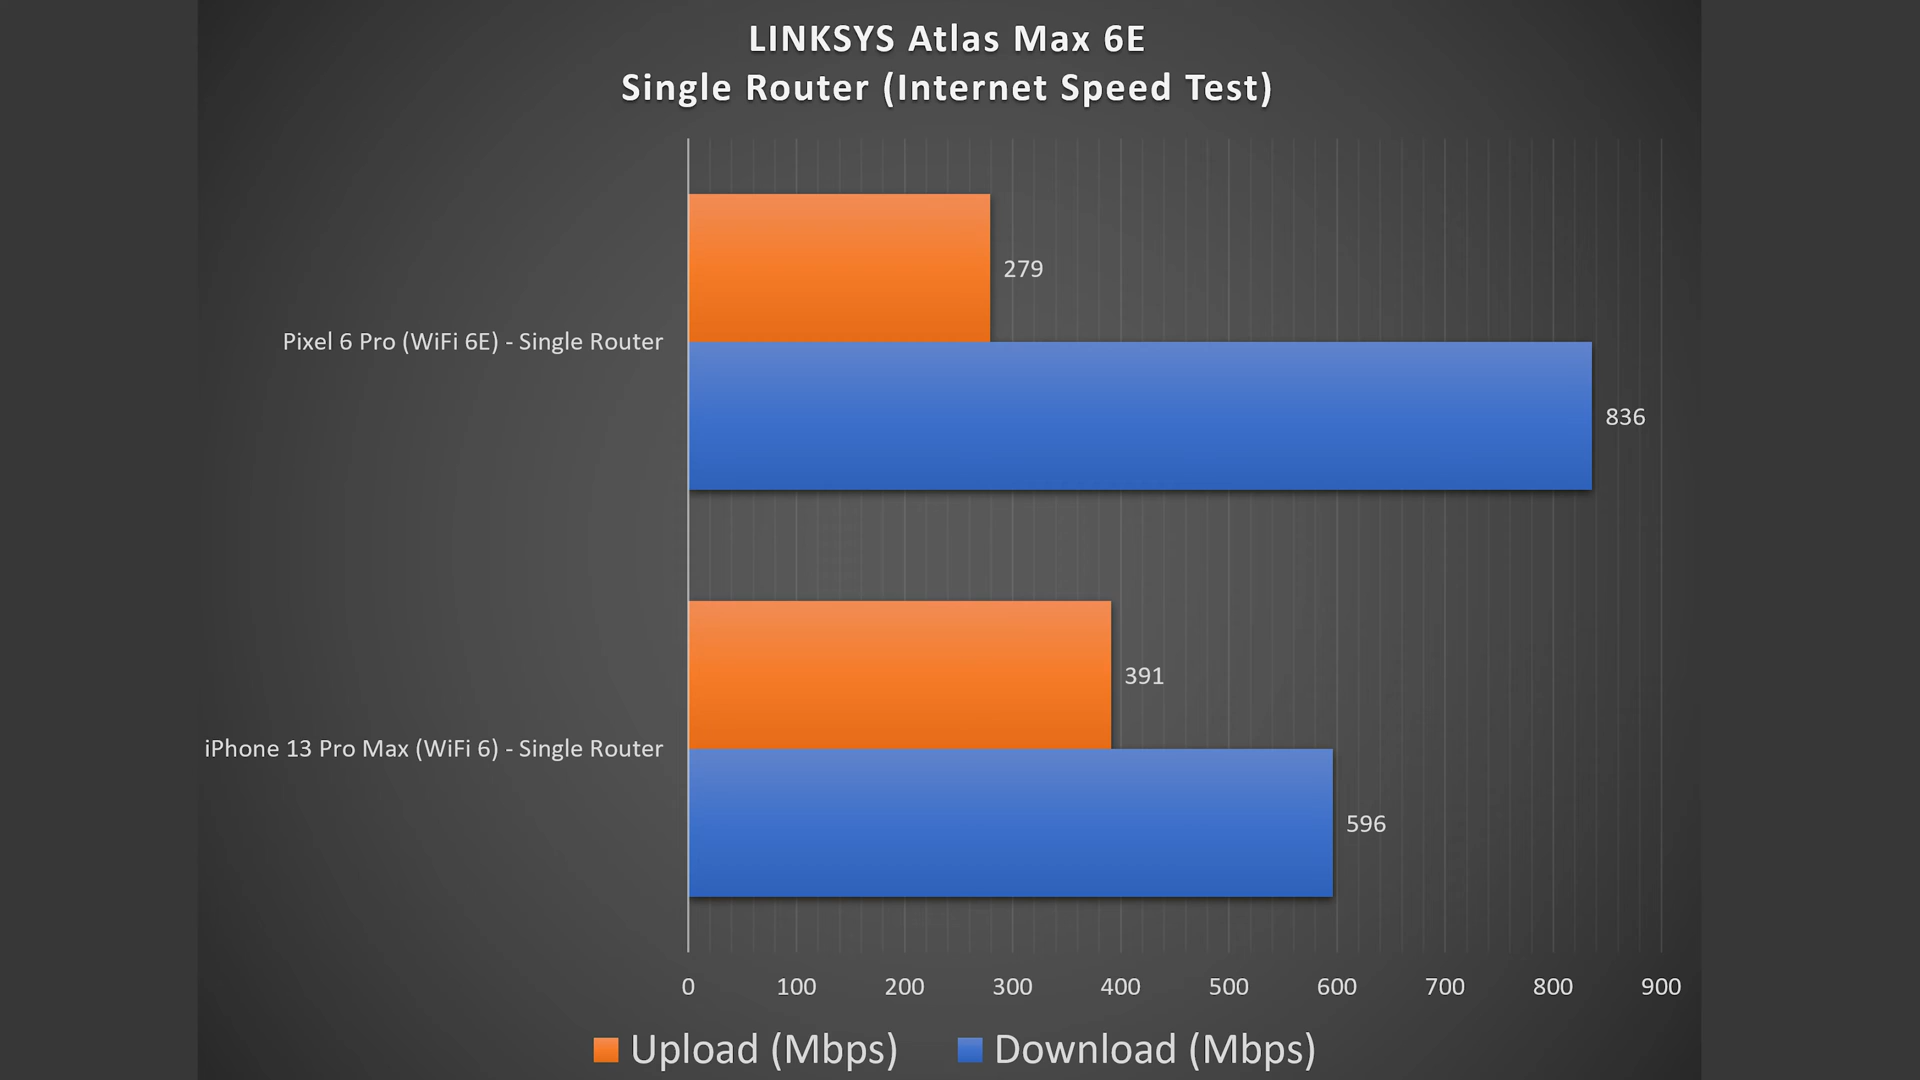 LINKSYS Atlas Max 6E
Single Router (Internet Speed Test)
279
Pixel 6 Pro (WiFi 6E) - Single Router
836
391
iPhone 13 Pro Max (WiFi 6) - Single Router
596
0 100 200 300 400 500 600 700 800 900
Upload (Mbps) Download (Mbps)